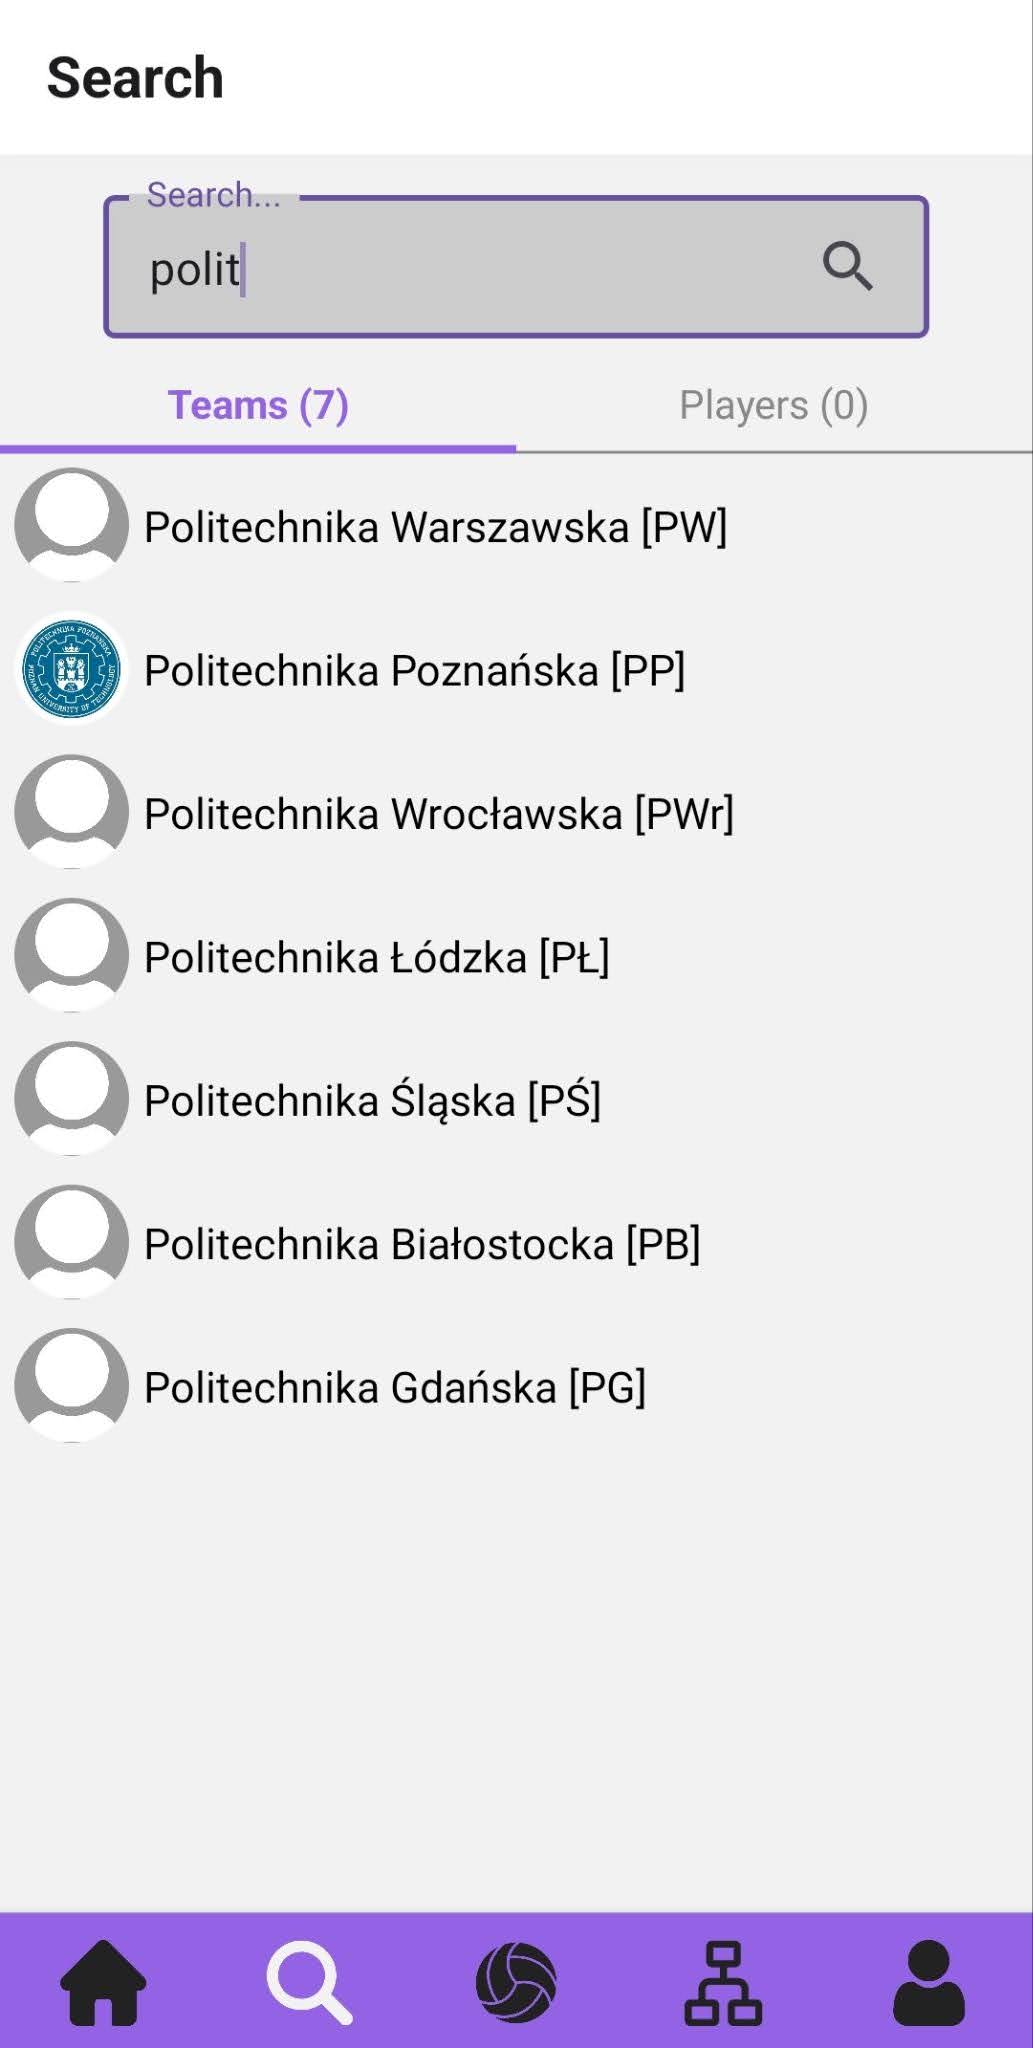 Search
Search...
polit
Teams (7)
Players (0)
Politechnika Warszawska [PW]
POLITECHNIKA POZNAŃSKA
POZNAN UNIVERSITY OF TECHNOLOGY
Politechnika Poznańska [PP]
Politechnika Wrocławska [PWr]
Politechnika Łódzka [PŁ]
Politechnika Śląska [PŚ]
Politechnika Białostocka [PB]
Politechnika Gdańska [PG]